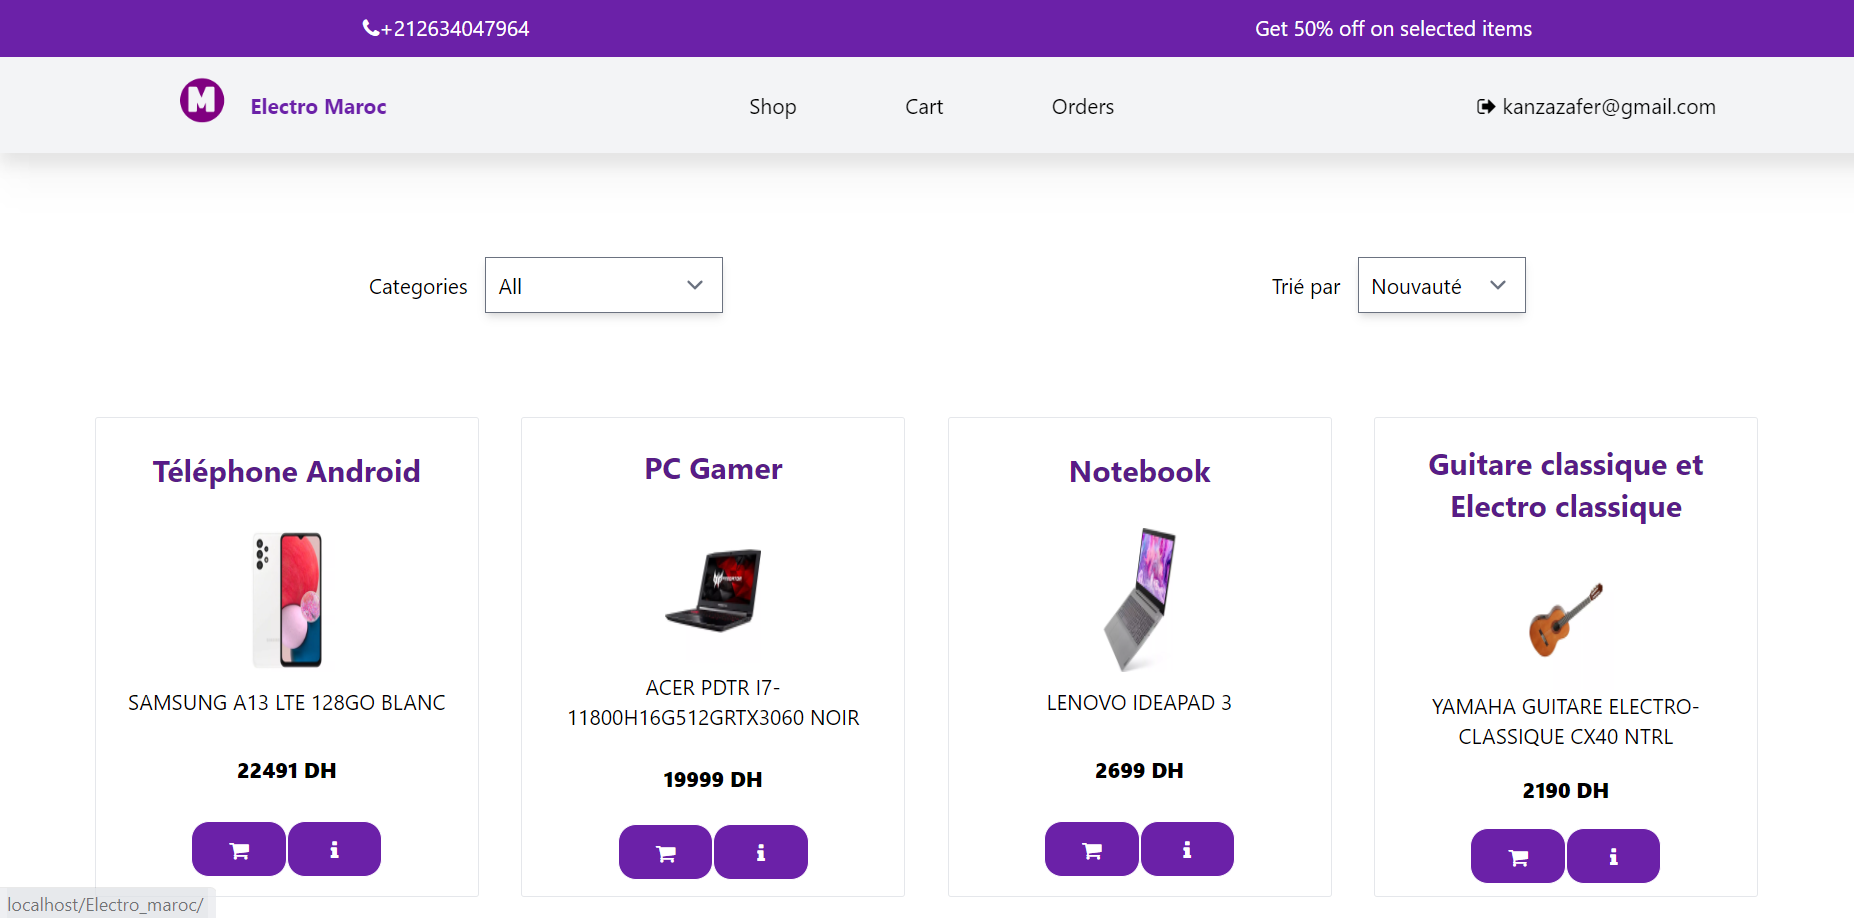 +212634047964 Get 50% off on selected items
M Electro Maroc Shop Cart Orders kanzazafer@gmail.com
Categories All Trié par Nouvauté
Téléphone Android
SAMSUNG A13 LTE 128GO BLANC
22491 DH
PC Gamer
PREDATOR
ACER PDTR I7-
11800H16G512GRTX3060 NOIR
19999 DH
Notebook
LENOVO IDEAPAD 3
2699 DH
Guitare classique et
Electro classique
YAMAHA GUITARE ELECTRO-
CLASSIQUE CX40 NTRL
2190 DH
localhost/Electro_maroc/